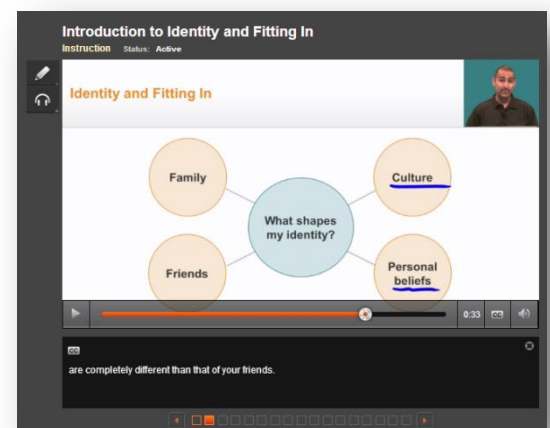 Introduction to Identity and Fitting In
Instruction Status: Active
Identity and Fitting In
Family
Culture
What shapes
my identity?
Friends
Personal
beliefs
0:33 CC
CC
are completely different than that of your friends.